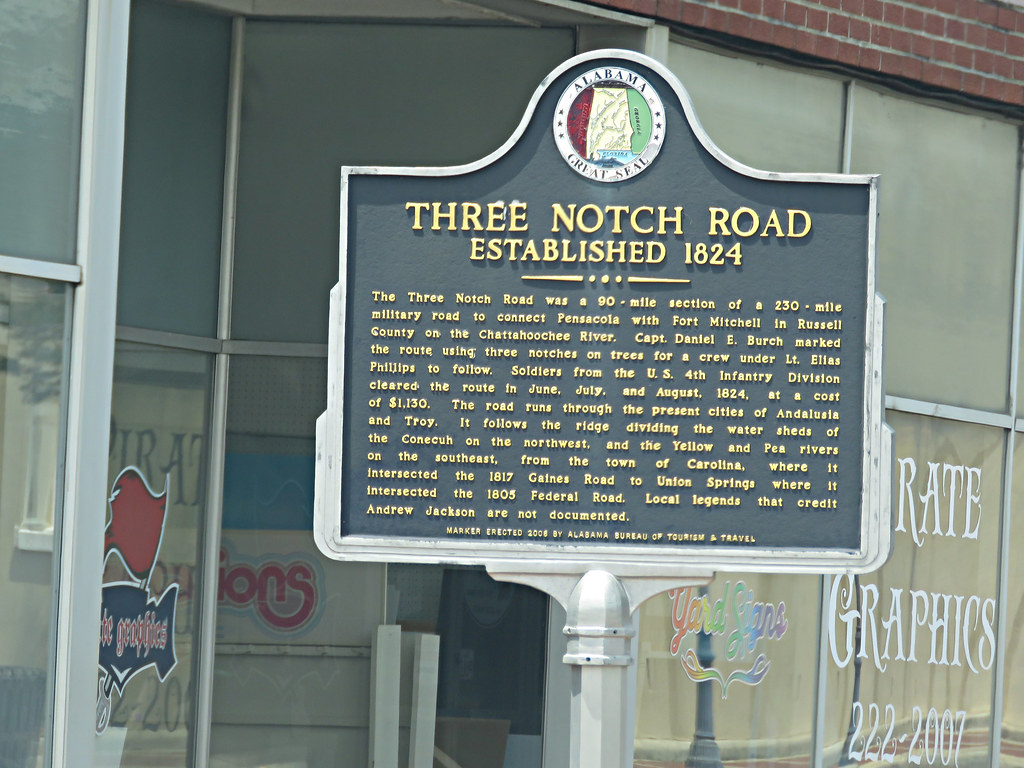 ALABAMA
GREAT SEAL
THREE NOTCH ROAD
ESTABLISHED 1824
The Three Notch Road was a 90-mile section of a 230-mile
military road to connect Pensacola with Fort Mitchell in Russell
County on the Chattahoochee River. Capt. Daniel E. Burch marked
the route using three notches on trees for a crew under Lt. Elias
Phillips to follow. Soldiers from the U.S. 4th Infantry Division
cleared the route in June, July, and August, 1824, at a cost
of $1,130. The road runs through the present cities of Andalusia
and Troy. It follows the ridge dividing the water sheds of
the Conecuh on the northwest, and the Yellow and Pea rivers
on the southeast, from the town of Carolina, where it
intersected the 1817 Gaines Road to Union Springs where it
intersected the 1805 Federal Road. Local legends that credit
Andrew Jackson are not documented.
MARKER ERECTED 2006 BY ALABAMA BUREAU OF TOURISM & TRAVEL
RATE
GRAPHICS
222-2007
Yard Signs
te graphics
ions